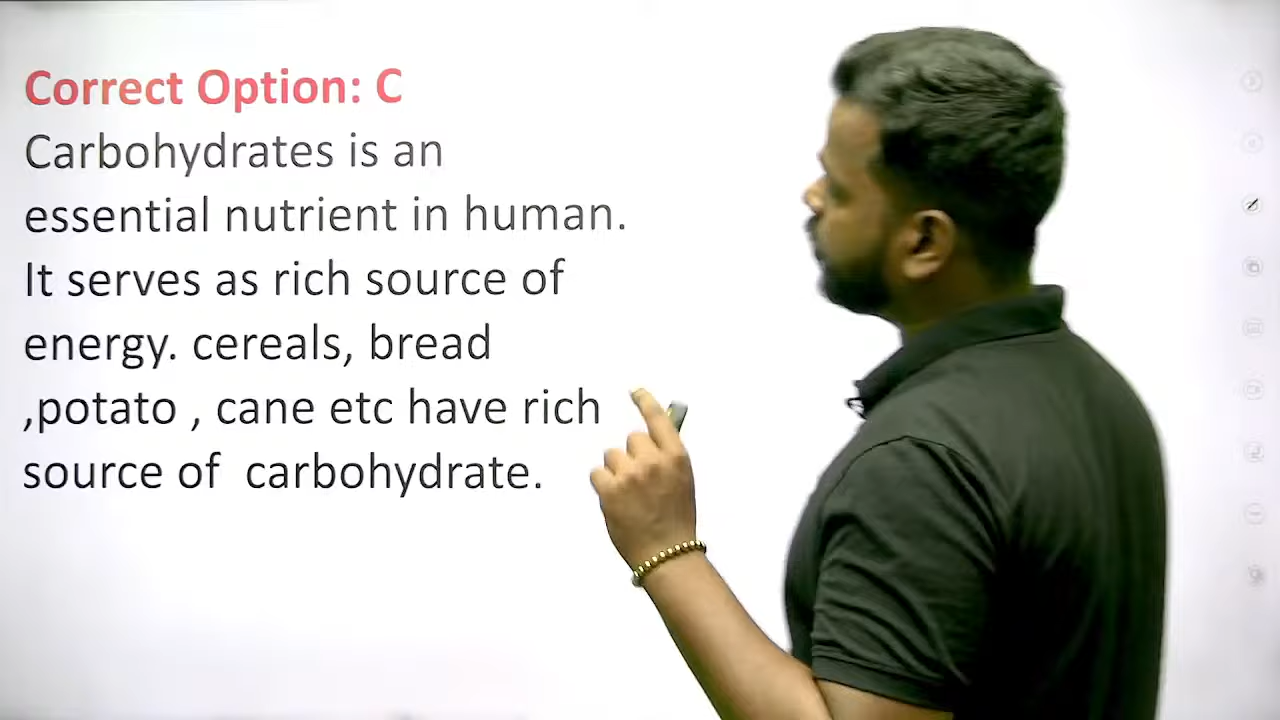 Correct Option: C
Carbohydrates is an
essential nutrient in human.
It serves as rich source of
energy. cereals, bread
,potato , cane etc have rich
source of  carbohydrate.